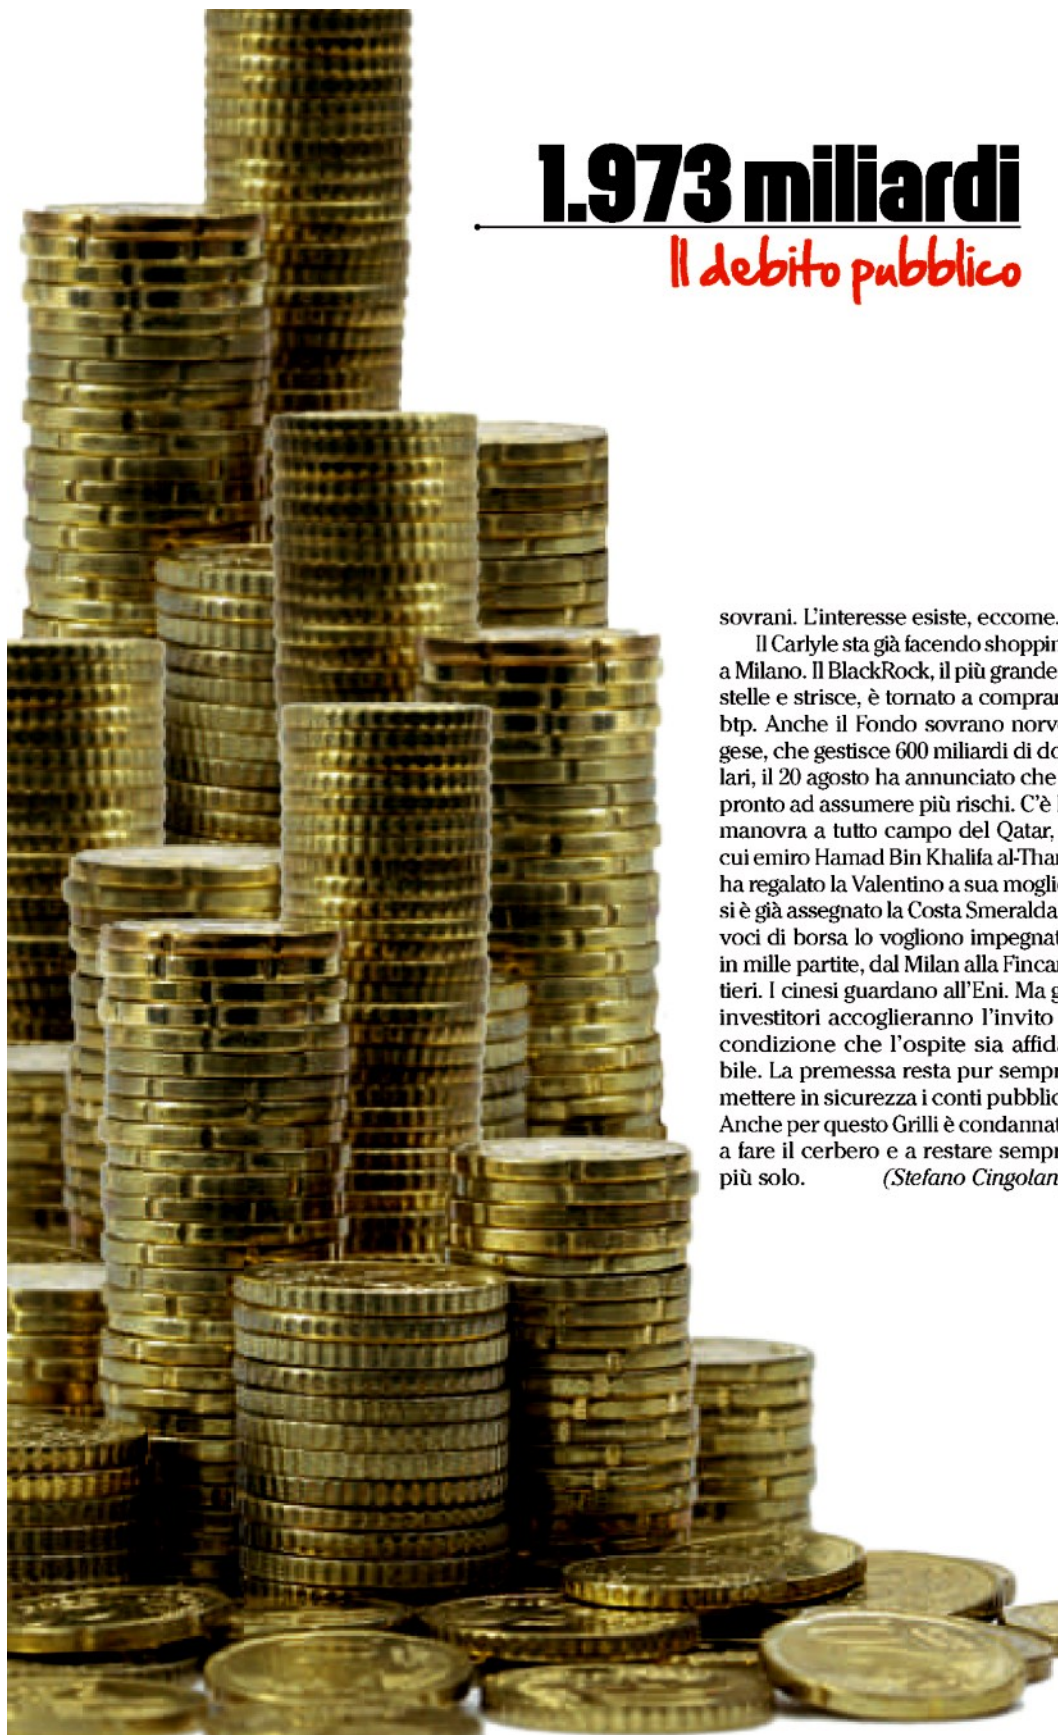 1.973 miliardi
Il debito pubblico
sovrani. L'interesse esiste, eccome.
Il Carlyle sta già facendo shoppin
a Milano. Il BlackRock, il più grande
stelle e strisce, è tornato a comprar
btp. Anche il Fondo sovrano norve
gese, che gestisce 600 miliardi di do
lari, il 20 agosto ha annunciato che
pronto ad assumere più rischi. C'è
manovra a tutto campo del Qatar,
cui emiro Hamad Bin Khalifa al-Than
ha regalato la Valentino a sua moglie
si è già assegnato la Costa Smeralda
voci di borsa lo vogliono impegnat
in mille partite, dal Milan alla Fincan
tieri. I cinesi guardano all'Eni. Ma g
investitori accoglieranno l'invito
condizione che l'ospite sia affida
bile. La premessa resta pur sempr
mettere in sicurezza i conti pubblic
Anche per questo Grilli è condannat
a fare il cerbero e a restare sempr
più solo. (Stefano Cingolan